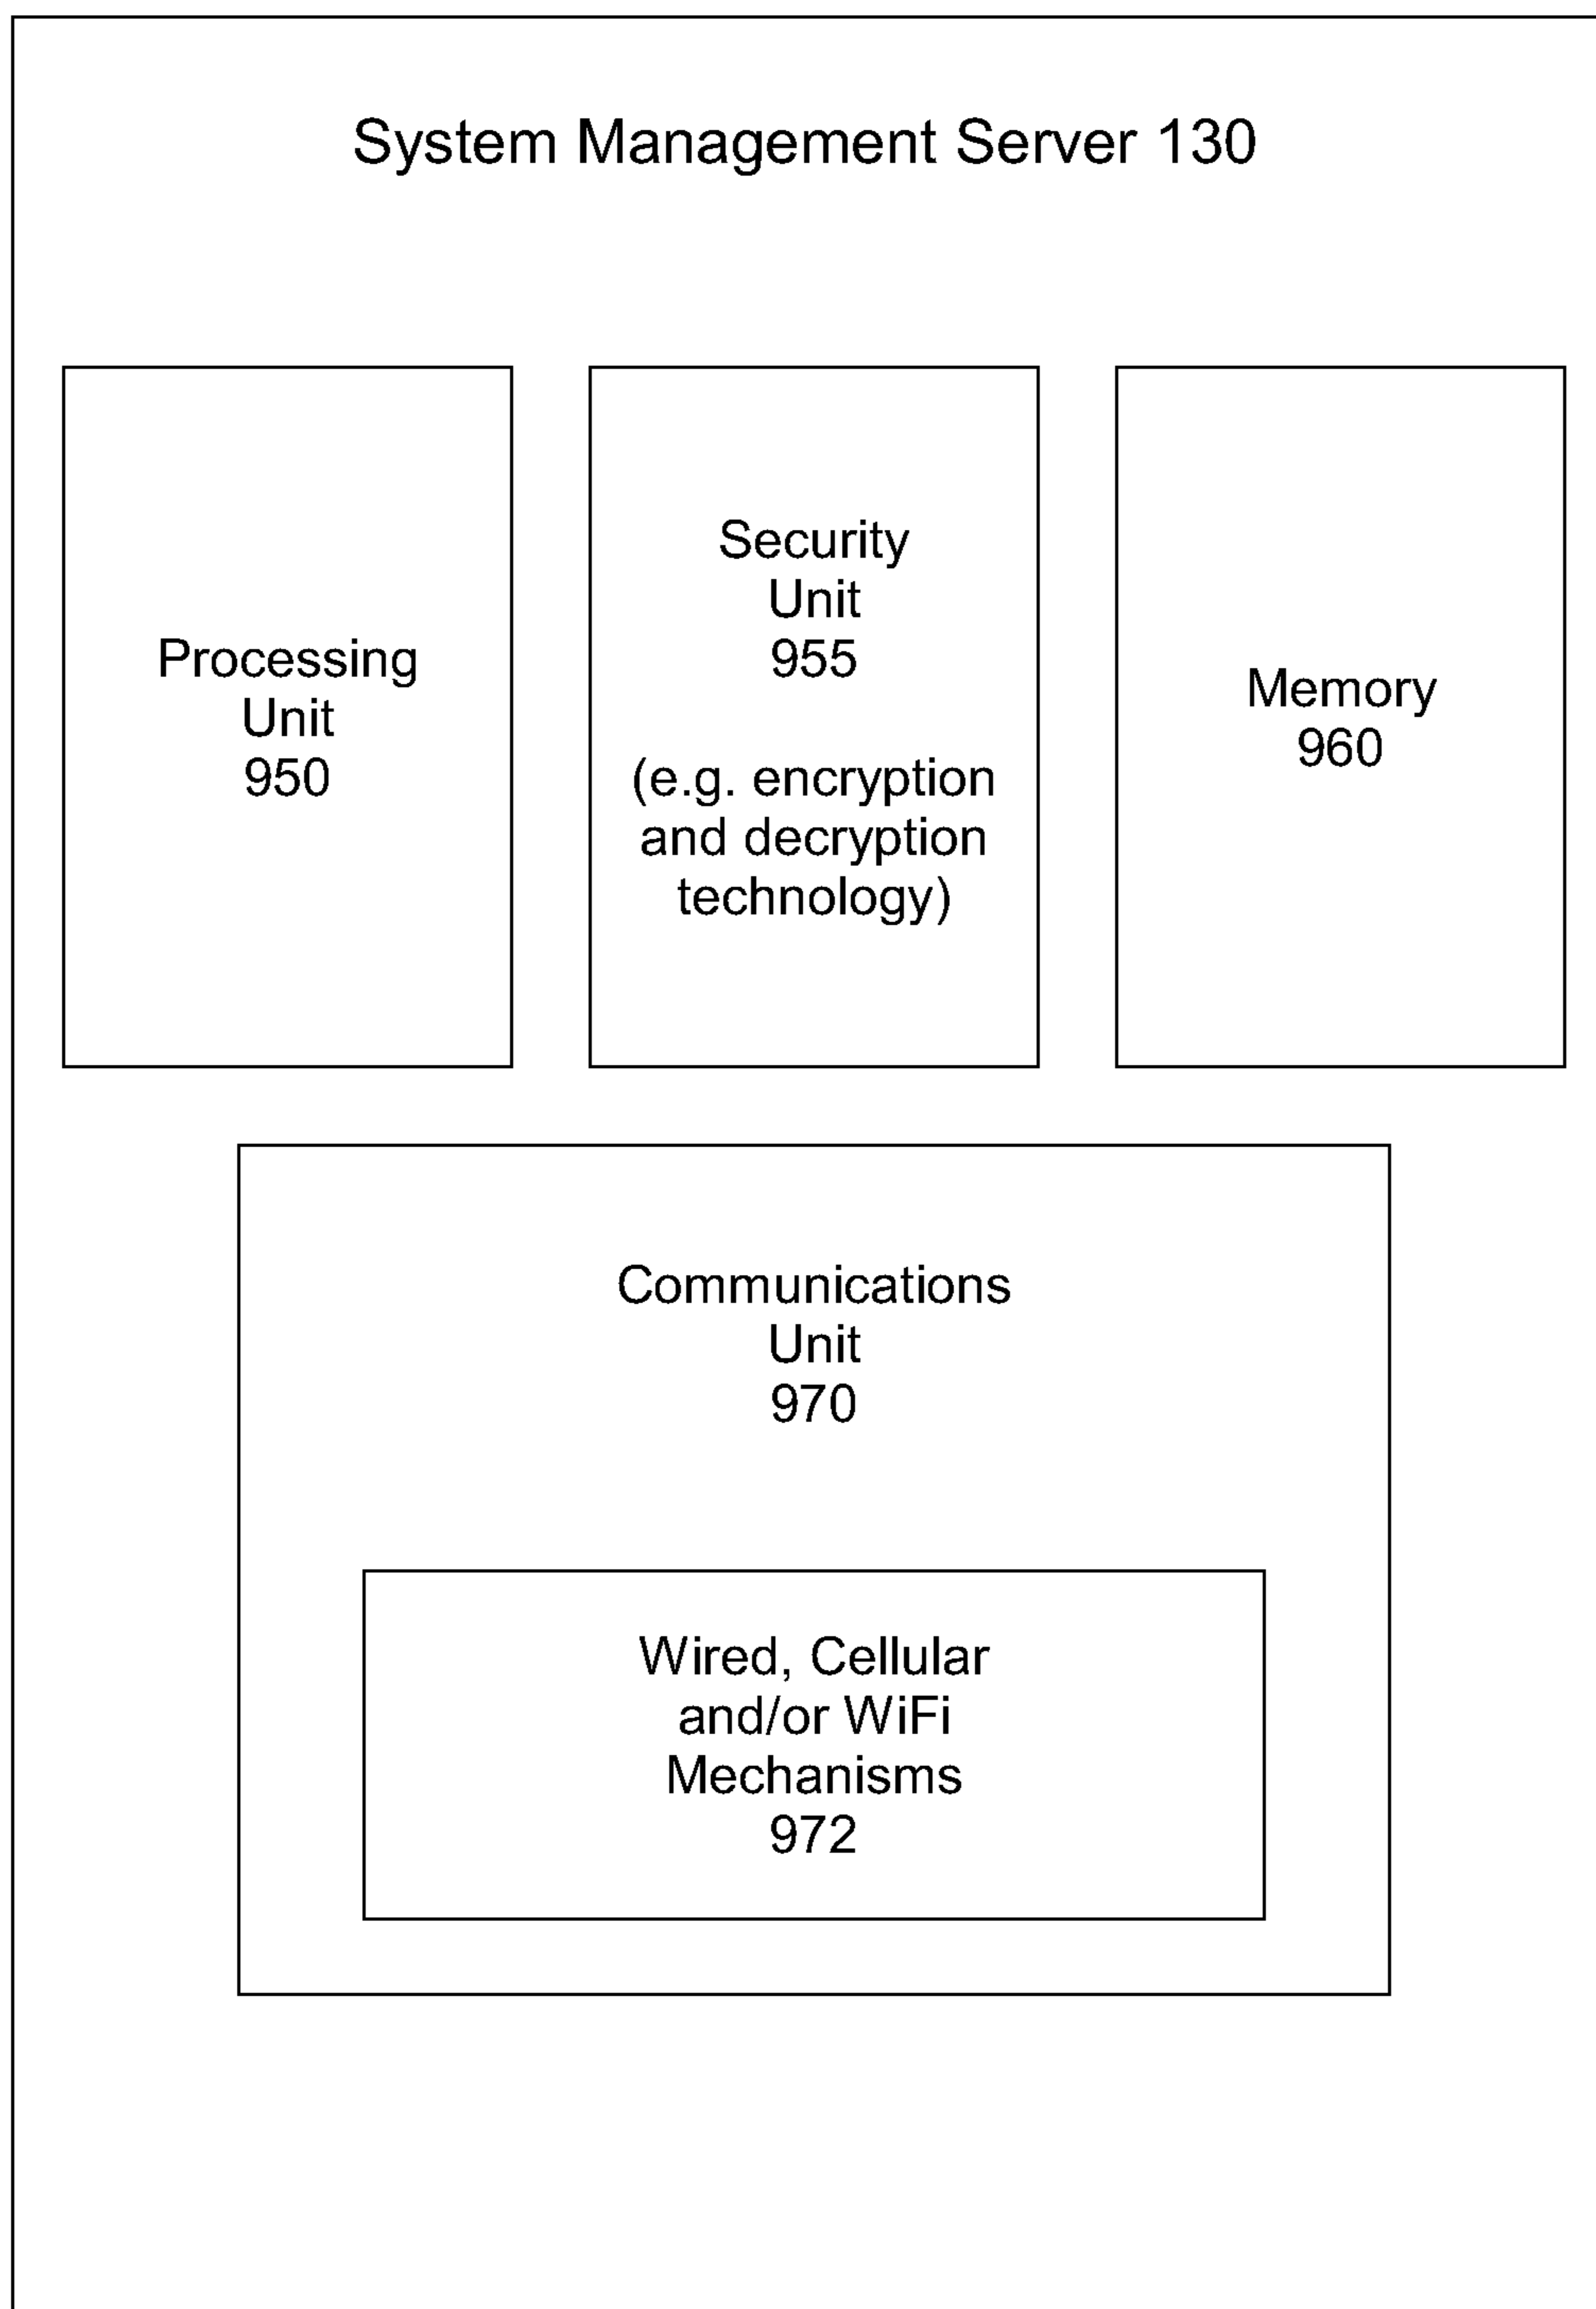 System Management Server 130
Processing
Unit
950
Security
Unit
955
(e.g. encryption
and decryption
technology)
Memory
960
Communications
Unit
970
Wired, Cellular
and/or WiFi
Mechanisms
972